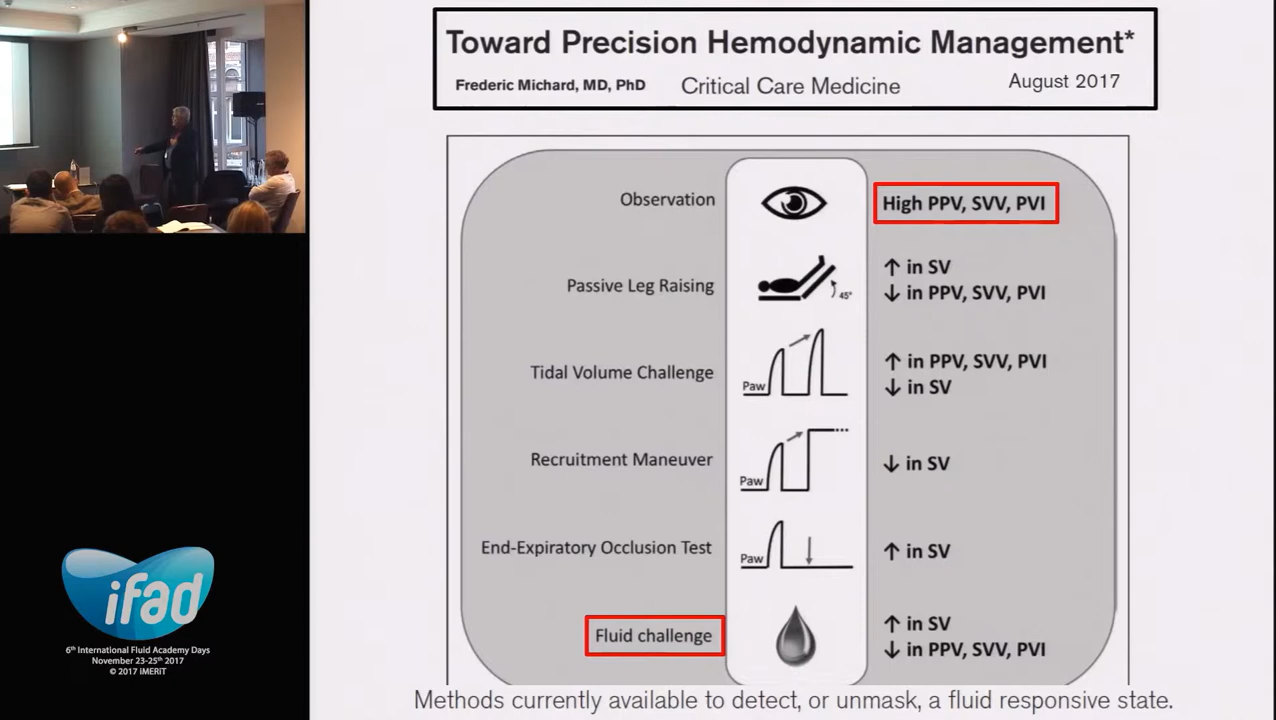 Toward Precision Hemodynamic Management*
Frederic Michard, MD, PhD Critical Care Medicine August 2017
Observation
High PPV, SVV, PVI
Passive Leg Raising
45°
↑ in SV
↓ in PPV, SVV, PVI
Tidal Volume Challenge
Paw
↑ in PPV, SVV, PVI
↓ in SV
Recruitment Maneuver
Paw
↓ in SV
End-Expiratory Occlusion Test
Paw
↑ in SV
Fluid challenge
↑ in SV
↓ in PPV, SVV, PVI
Methods currently available to detect, or unmask, a fluid responsive state.
ifad
6th International Fluid Academy Days
November 23-25th 2017
© 2017 iMERIT